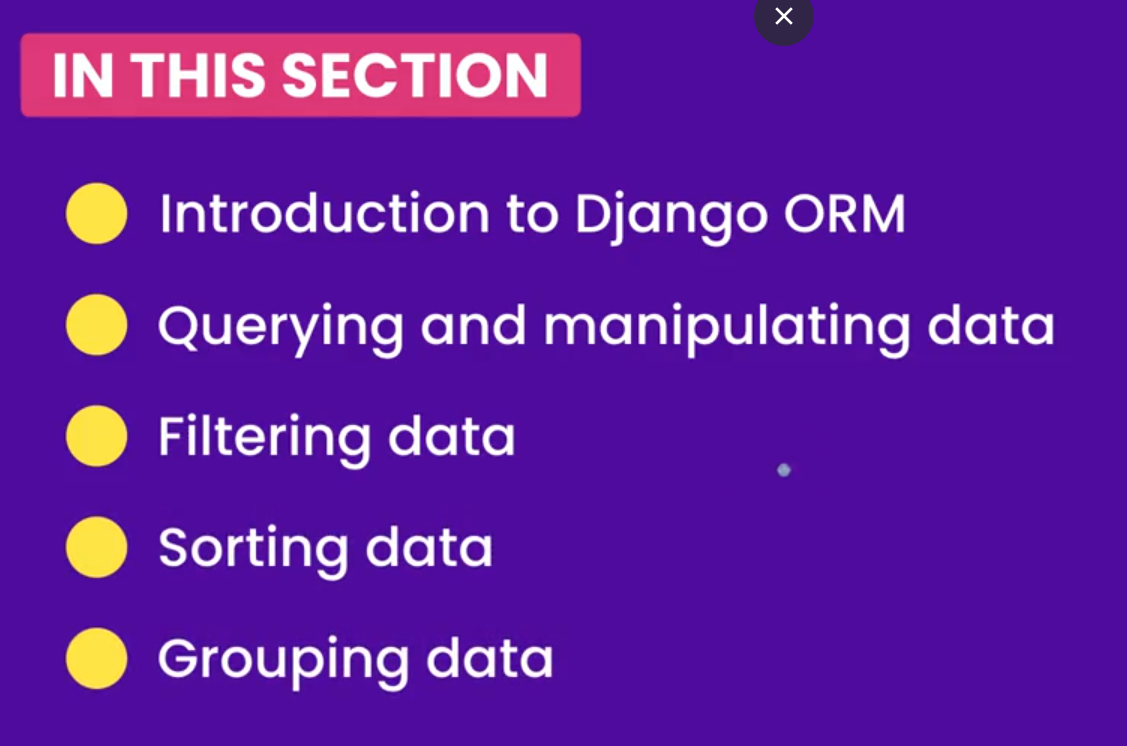 IN THIS SECTION
Introduction to Django ORM
Querying and manipulating data
Filtering data
Sorting data
Grouping data